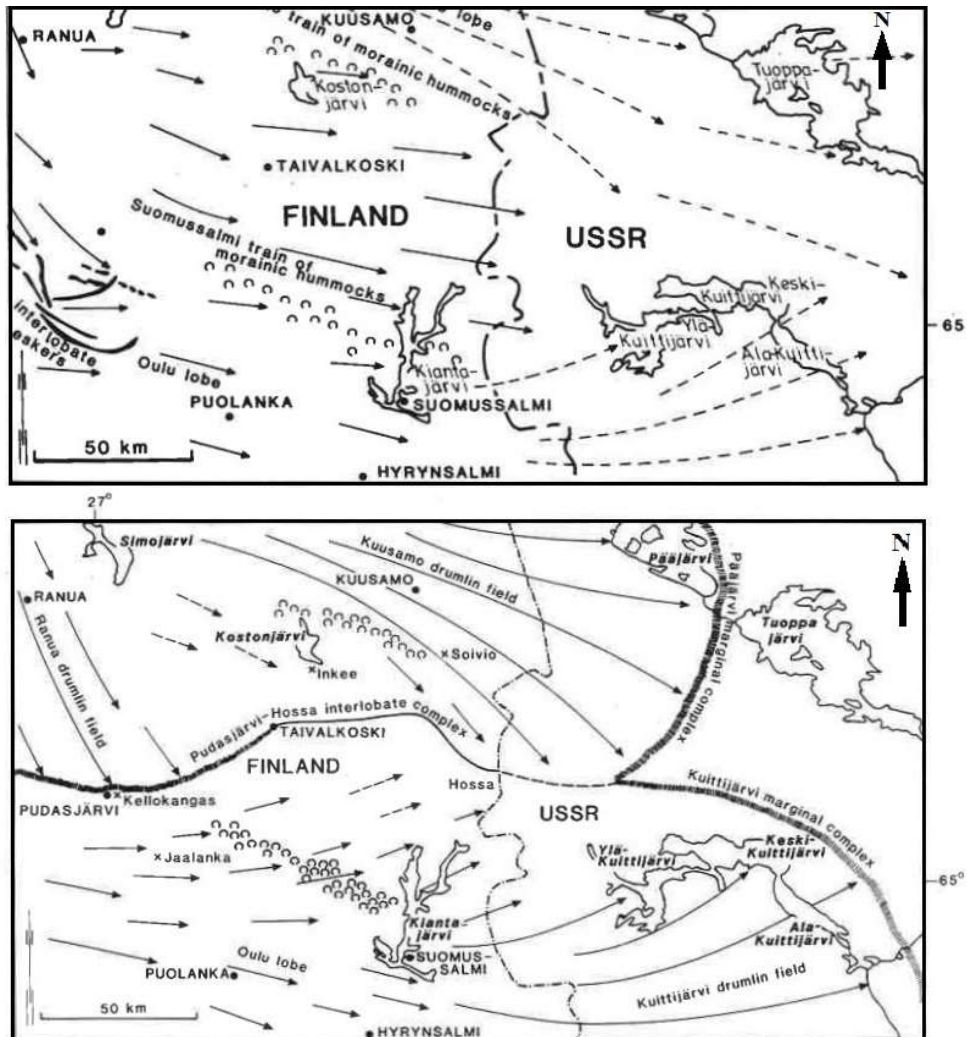 RANUA
KUUSAMO
lobe
train of morainic hummocks
N
Koston-
järvi
Tuoppa-
järvi
TAIVALKOSKI
FINLAND
USSR
Suomussalmi train of
morainic hummocks
interlobate
eskers
Oulu lobe
Kianta-
järvi
SUOMUSSALMI
Keski-
Kuittijärvi
Ylä-
Kuittijärvi
Ala-Kuitti-
järvi
65
PUOLANKA
50 km
HYRYNSALMI
27°
Simojärvi
RANUA
Ranua drumlin field
KUUSAMO
Kuusamo drumlin field
Kostonjärvi
Inkee
Soivio
Pääjärvi
Pääjärvi marginal complex
Tuoppa
järvi
N
Pudasjärvi-Hossa interlobate complex
TAIVALKOSKI
FINLAND
Hossa
USSR
PUDASJÄRVI
Kellokangas
Jaalanka
Kuittijärvi marginal complex
Ylä-
Kuittijärvi
Keski-
Kuittijärvi
65°
Kianta-
järvi
SUOMUS-
SALMI
Ala-
Kuittijärvi
Oulu lobe
PUOLANKA
Kuittijärvi drumlin field
50 km
HYRYNSALMI